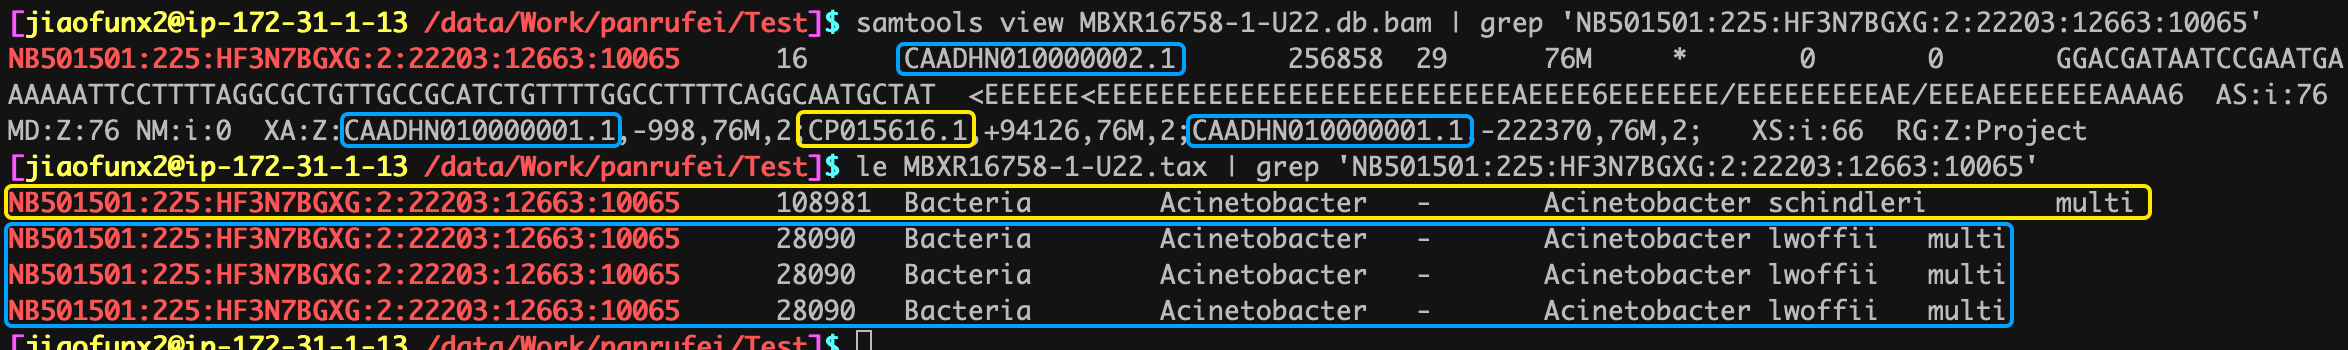 [jiaofunx2@ip-172-31-1-13 /data/Work/panrufei/Test]$ samtools view MBXR16758-1-U22.db.bam | grep 'NB501501:225:HF3N7BGXG:2:22203:12663:10065'
NB501501:225:HF3N7BGXG:2:22203:12663:10065 16 CAADHN010000002.1 256858 29 76M * 0 0 GGACGATAATCCGAATGA
AAAAATTCCTTTTAGGCGCTGTTGCCGCATCTGTTTTGGCCTTTTCAGGCAATGCTAT <EEEEEE<EEEEEEEEEEEEEEEEEEEEEEEEEEAEEEE6EEEEEEE/EEEEEEEEEAE/EEEAEEEEEEEAAAA6 AS:i:76
MD:Z:76 NM:i:0 XA:Z:CAADHN010000001.1,-998,76M,2;CP015616.1,+94126,76M,2;CAADHN010000001.1,-222370,76M,2; XS:i:66 RG:Z:Project
[jiaofunx2@ip-172-31-1-13 /data/Work/panrufei/Test]$ le MBXR16758-1-U22.tax | grep 'NB501501:225:HF3N7BGXG:2:22203:12663:10065'
NB501501:225:HF3N7BGXG:2:22203:12663:10065 108981 Bacteria Acinetobacter - Acinetobacter schindleri multi
NB501501:225:HF3N7BGXG:2:22203:12663:10065 28090 Bacteria Acinetobacter - Acinetobacter lwoffii multi
NB501501:225:HF3N7BGXG:2:22203:12663:10065 28090 Bacteria Acinetobacter - Acinetobacter lwoffii multi
NB501501:225:HF3N7BGXG:2:22203:12663:10065 28090 Bacteria Acinetobacter - Acinetobacter lwoffii multi
[jiaofunx2@ip-172-31-1-13 /data/Work/panrufei/Test]$